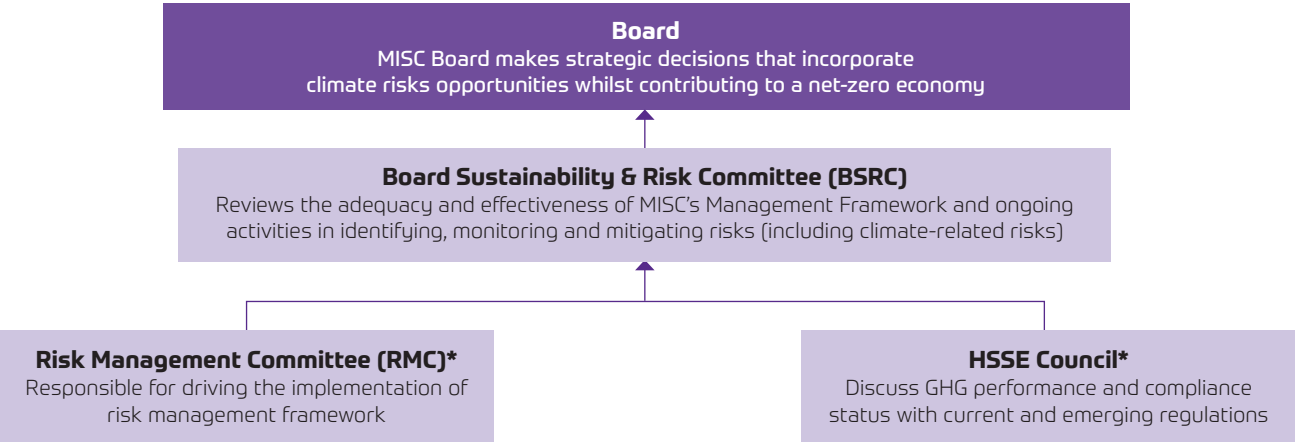 Board
MISC Board makes strategic decisions that incorporate
climate risks opportunities whilst contributing to a net-zero economy
Board Sustainability & Risk Committee (BSRC)
Reviews the adequacy and effectiveness of MISC’s Management Framework and ongoing
activities in identifying, monitoring and mitigating risks (including climate-related risks)
Risk Management Committee (RMC)*
Responsible for driving the implementation of
risk management framework
HSSE Council*
Discuss GHG performance and compliance
status with current and emerging regulations